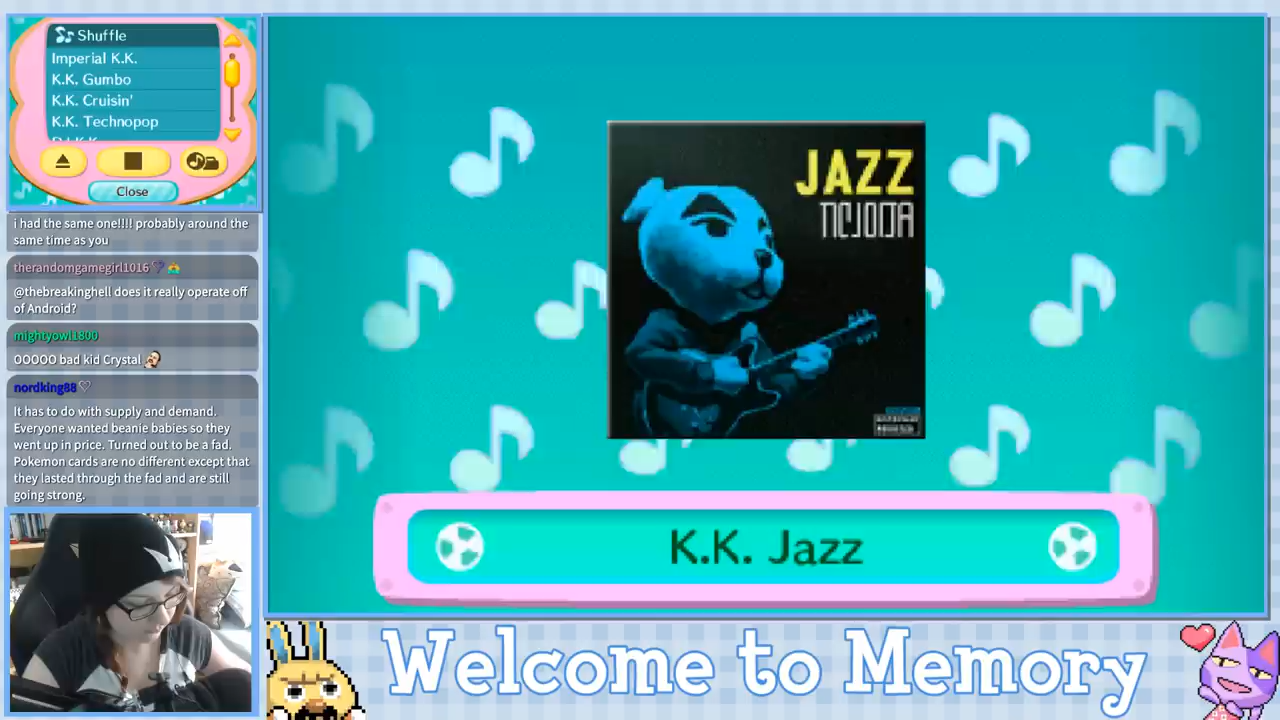 Shuffle
Imperial K.K.
K.K. Gumbo
K.K. Cruisin'
K.K. Technopop
Close
i had the same one!!!! probably around the
same time as you
therandomgamegirl1016
@thebreakinghell does it really operate off
of Android?
mightyowl1800
OOOOO bad kid Crystal
nordking88
It has to do with supply and demand.
Everyone wanted beanie babies so they
went up in price. Turned out to be a fad.
Pokemon cards are no different except that
they lasted through the fad and are still
going strong.
JAZZ
K.K. Jazz
Welcome to Memory